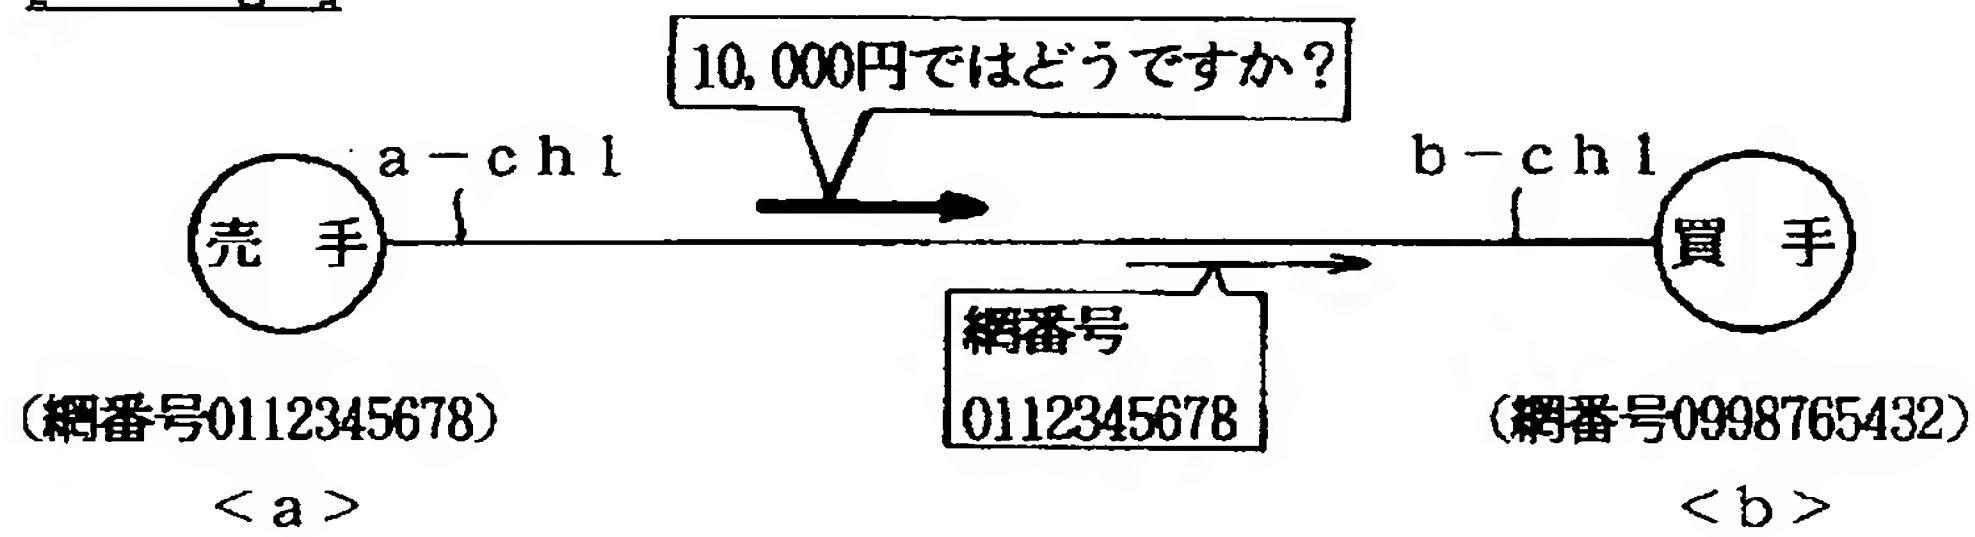 10,000円ではどうですか？
a－ch1
b－ch1
売　手
買　手
網番号
0112345678
(網番号0112345678)
(網番号0998765432)
＜a＞
＜b＞